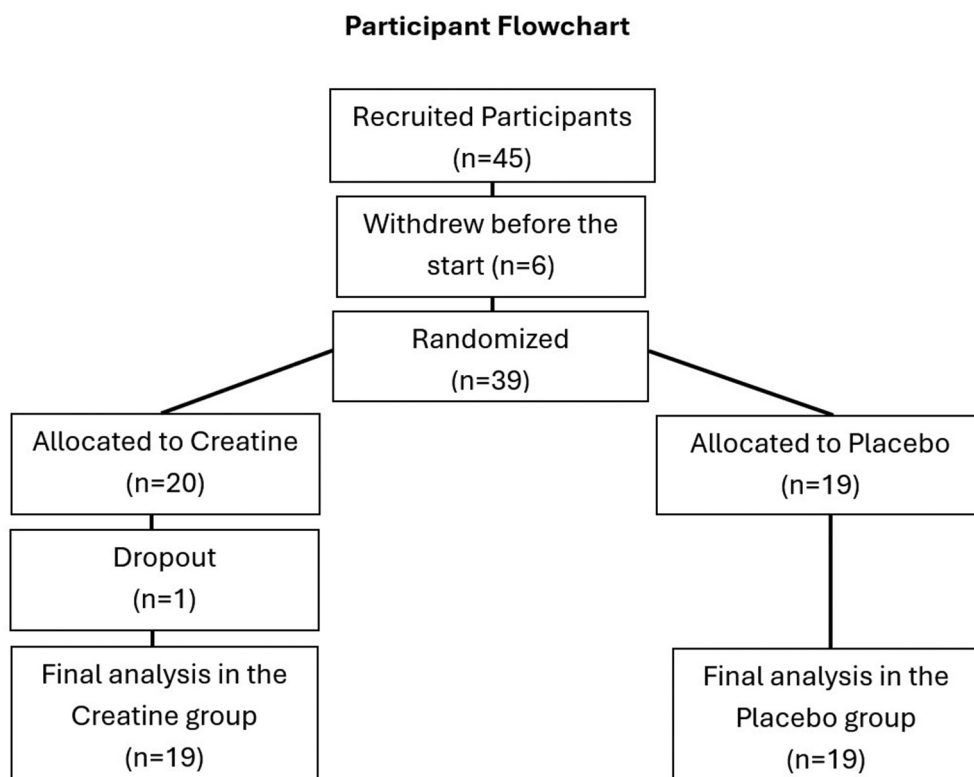 Participant Flowchart
Recruited Participants
(n=45)
Withdrew before the
start (n=6)
Randomized
(n=39)
Allocated to Creatine
(n=20)
Allocated to Placebo
(n=19)
Dropout
(n=1)
Final analysis in the
Creatine group
(n=19)
Final analysis in the
Placebo group
(n=19)